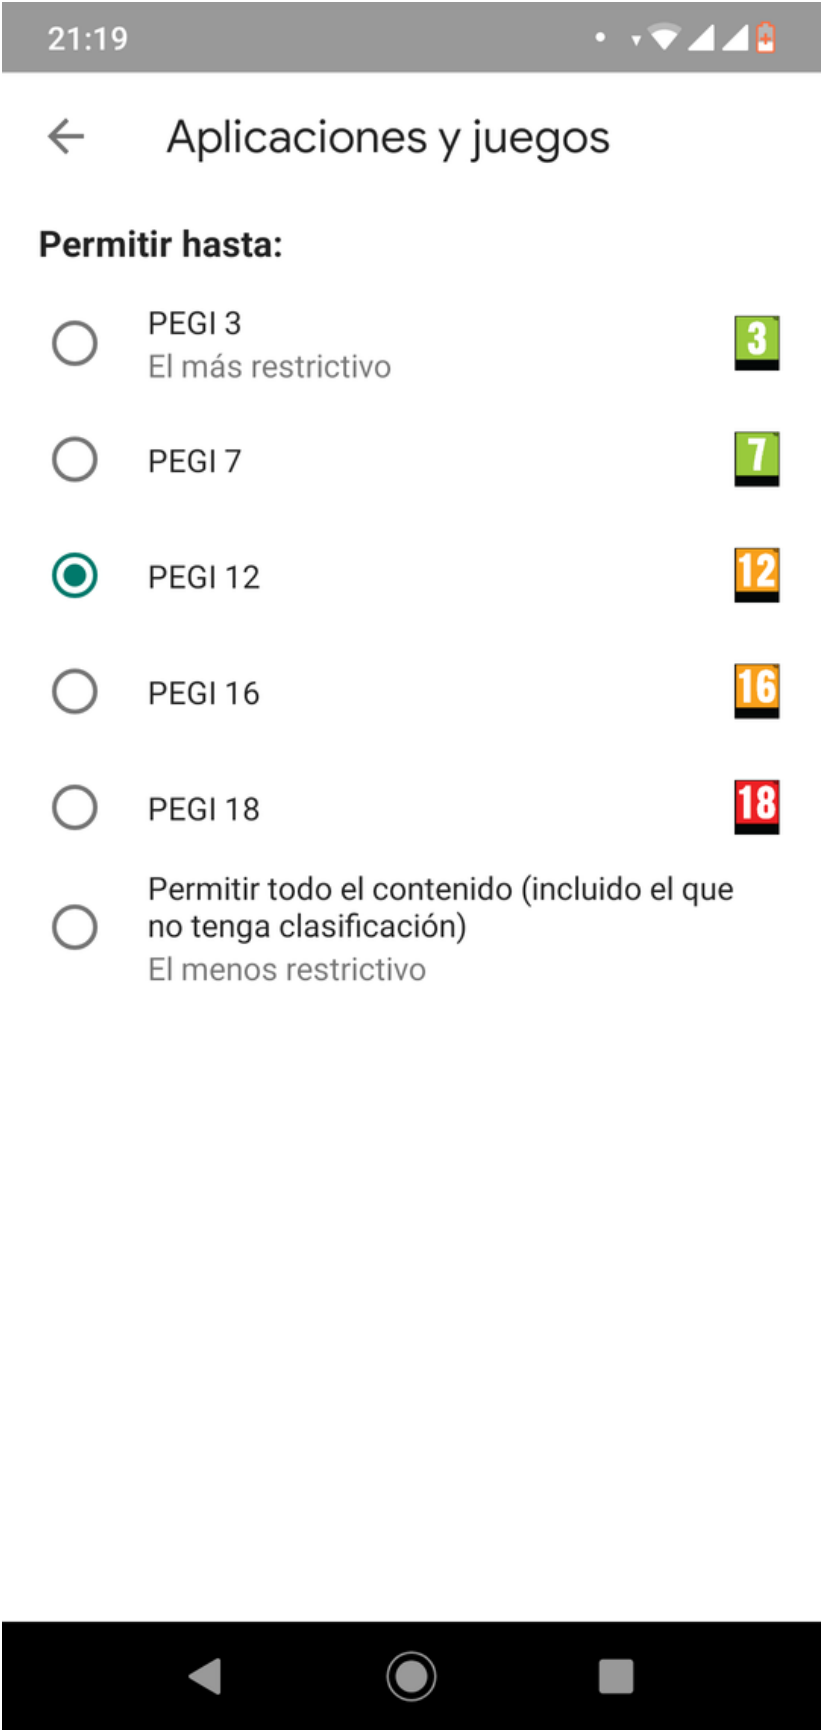 21:19
Aplicaciones y juegos
Permitir hasta:
PEGI 3
El más restrictivo
3
PEGI 7
7
PEGI 12
12
PEGI 16
16
PEGI 18
18
Permitir todo el contenido (incluido el que
no tenga clasificación)
El menos restrictivo